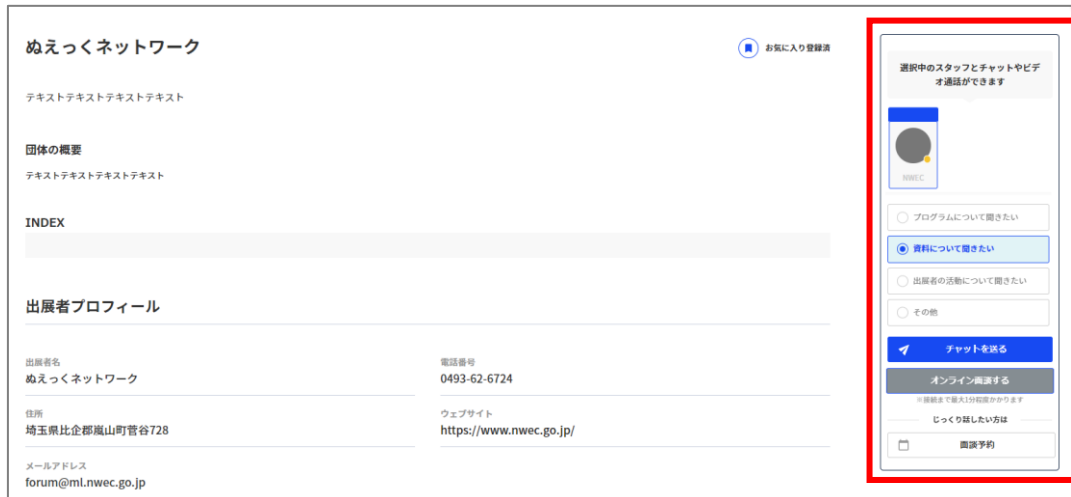 ぬえっくネットワーク
お気に入り登録済
テキストテキストテキストテキスト
団体の概要
テキストテキストテキストテキスト
INDEX
出展者プロフィール
出展者名
ぬえっくネットワーク
電話番号
0493-62-6724
住所
埼玉県比企郡嵐山町菅谷728
ウェブサイト
https://www.nwec.go.jp/
メールアドレス
forum@ml.nwec.go.jp
選択中のスタッフとチャットやビデ
オ通話ができます
NWEC
プログラムについて聞きたい
資料について聞きたい
出展者の活動について聞きたい
その他
チャットを送る
オンライン面談する
※接続まで最大1分程度かかります
じっくり話したい方は
面談予約